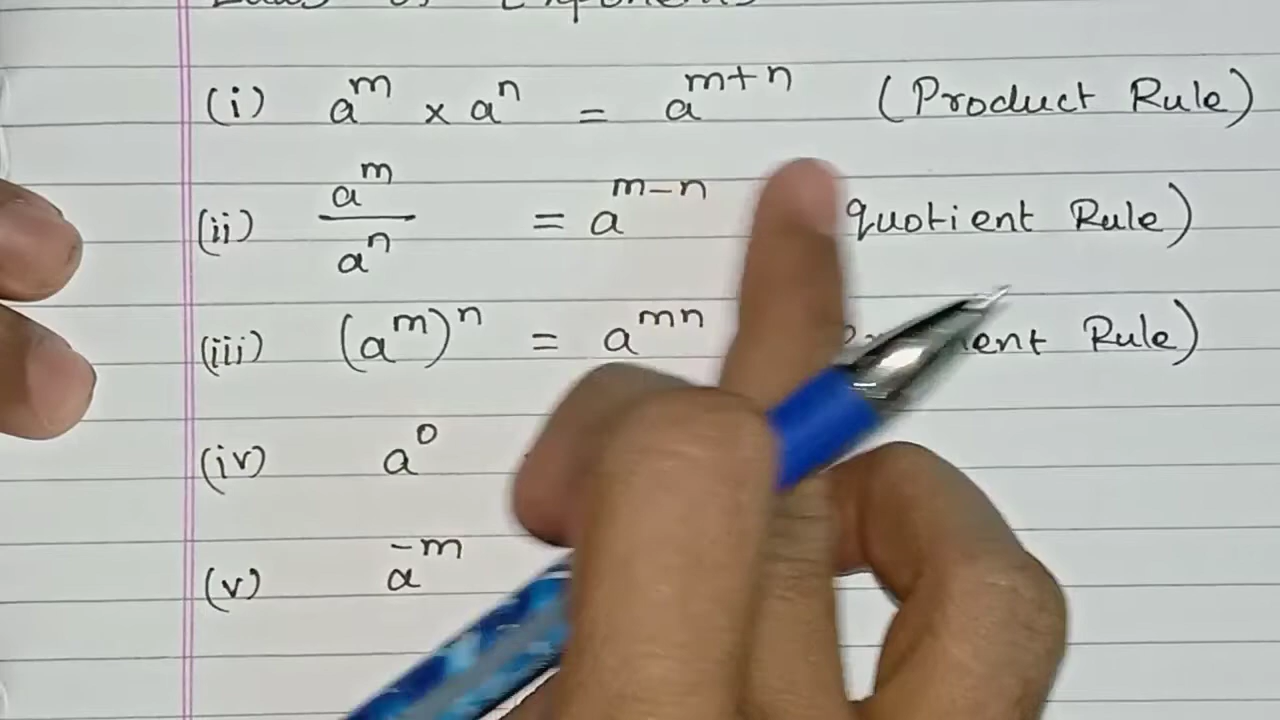 (i) a^m × a^n = a^(m+n) (Product Rule)
(ii) a^m / a^n = a^(m-n) quotient Rule)
(iii) (a^m)^n = a^(mn) Rule)
(iv) a^0
(v) a^(-m)